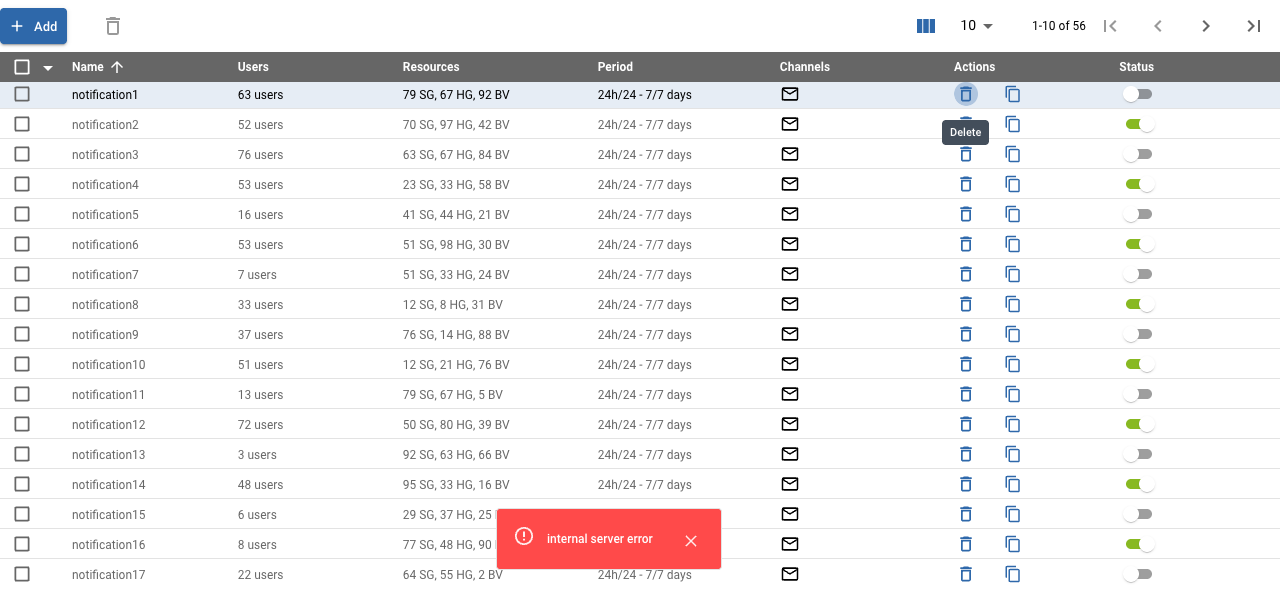 Add 10 1-10 of 56
Name Users Resources Period Channels Actions Status
notification1 63 users 79 SG, 67 HG, 92 BV 24h/24 - 7/7 days
notification2 52 users 70 SG, 97 HG, 42 BV 24h/24 - 7/7 days
Delete
notification3 76 users 63 SG, 67 HG, 84 BV 24h/24 - 7/7 days
notification4 53 users 23 SG, 33 HG, 58 BV 24h/24 - 7/7 days
notification5 16 users 41 SG, 44 HG, 21 BV 24h/24 - 7/7 days
notification6 53 users 51 SG, 98 HG, 30 BV 24h/24 - 7/7 days
notification7 7 users 51 SG, 33 HG, 24 BV 24h/24 - 7/7 days
notification8 33 users 12 SG, 8 HG, 31 BV 24h/24 - 7/7 days
notification9 37 users 76 SG, 14 HG, 88 BV 24h/24 - 7/7 days
notification10 51 users 12 SG, 21 HG, 76 BV 24h/24 - 7/7 days
notification11 13 users 79 SG, 67 HG, 5 BV 24h/24 - 7/7 days
notification12 72 users 50 SG, 80 HG, 39 BV 24h/24 - 7/7 days
notification13 3 users 92 SG, 63 HG, 66 BV 24h/24 - 7/7 days
notification14 48 users 95 SG, 33 HG, 16 BV 24h/24 - 7/7 days
notification15 6 users 29 SG, 37 HG, 25
internal server error
notification16 8 users 77 SG, 48 HG, 90
notification17 22 users 64 SG, 55 HG, 2 BV 24h/24 - 7/7 days